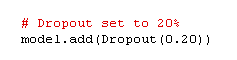 # Dropout set to 20%
model.add(Dropout(0.20))